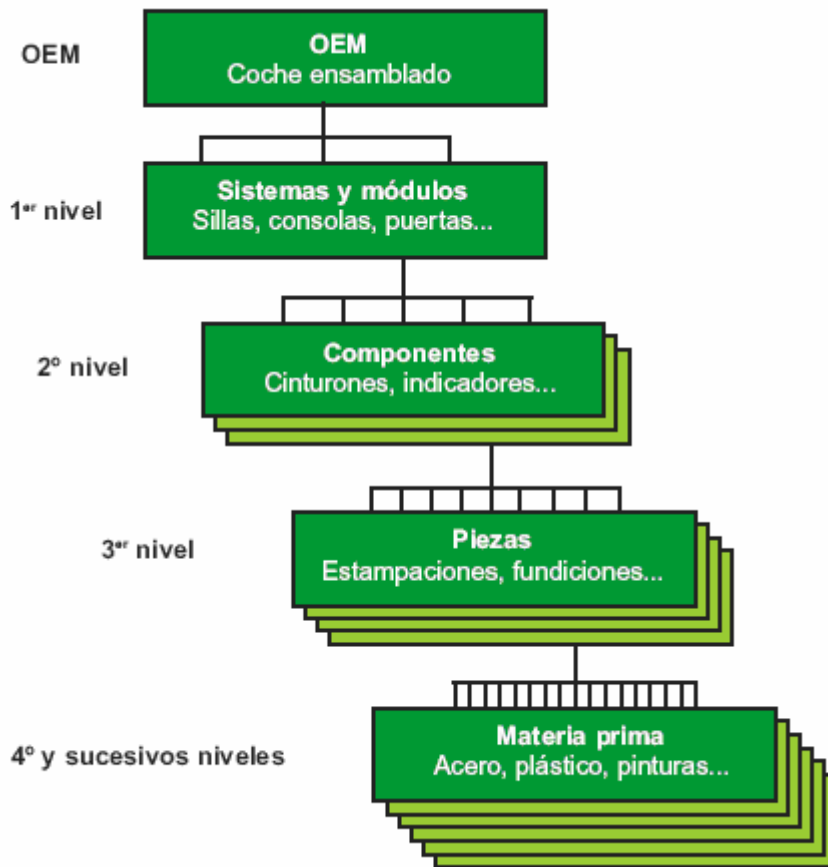 OEM
OEM
Coche ensamblado
1er nivel
Sistemas y módulos
Sillas, consolas, puertas...
2º nivel
Componentes
Cinturones, indicadores...
3er nivel
Piezas
Estampaciones, fundiciones...
4º y sucesivos niveles
Materia prima
Acero, plástico, pinturas...